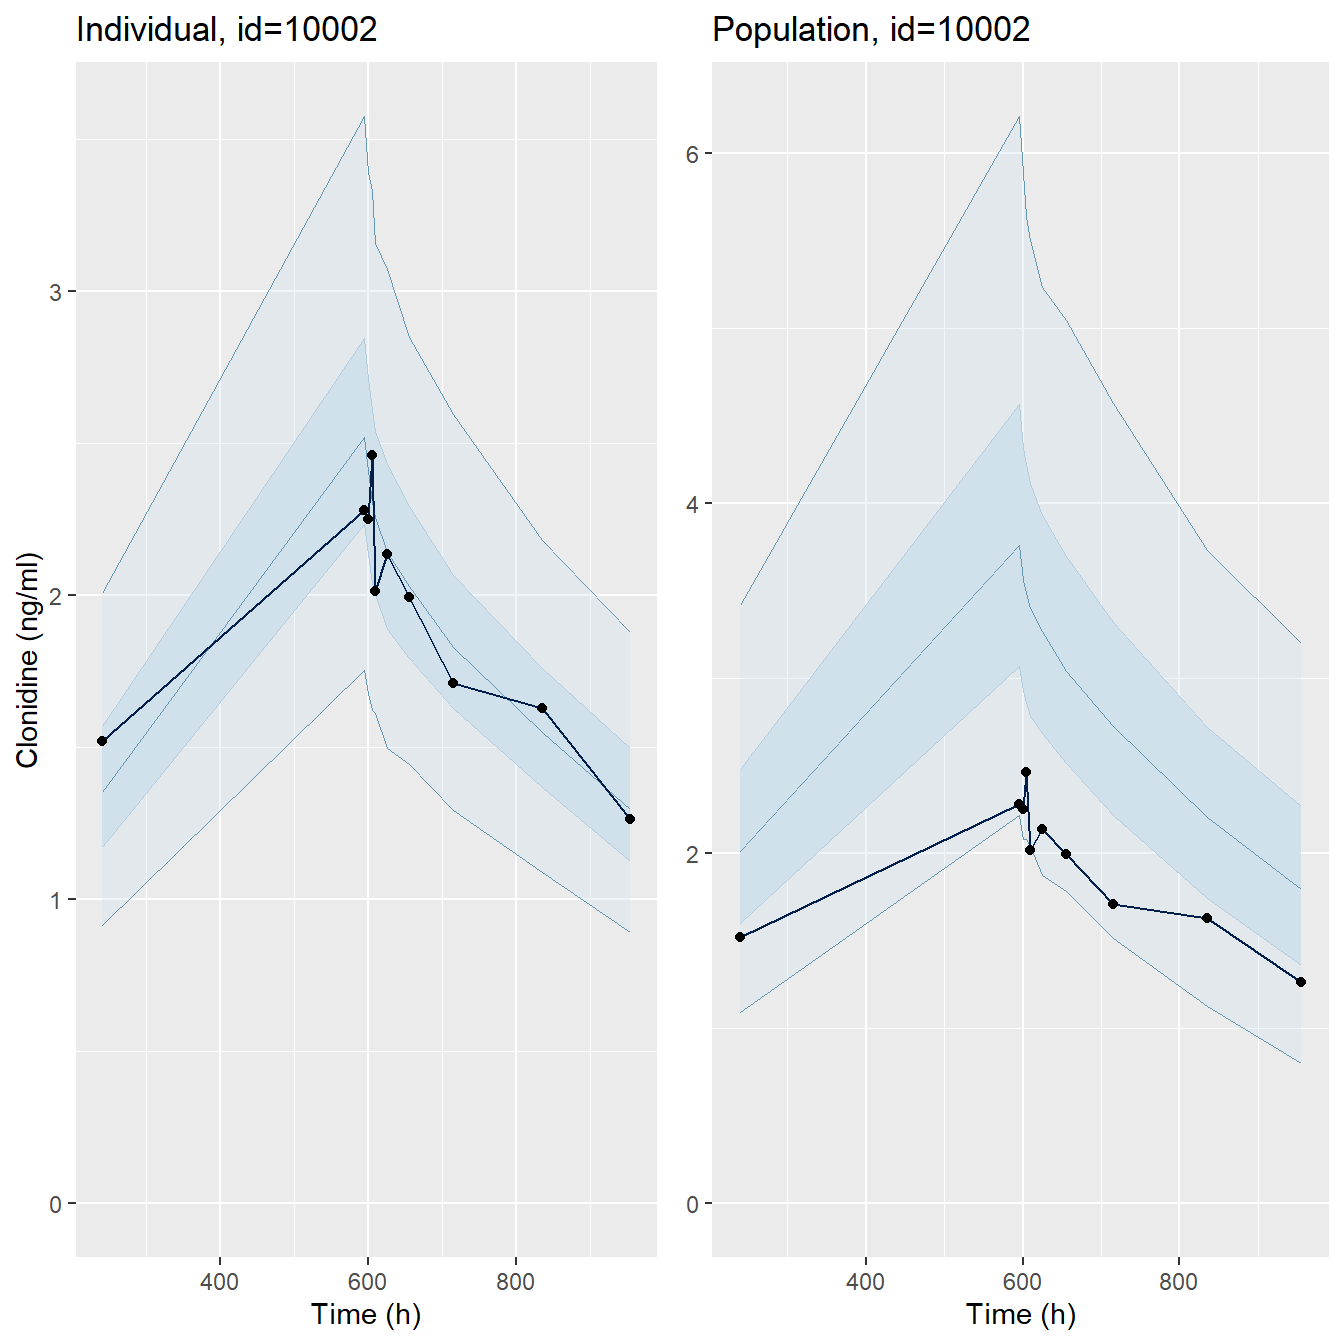 Individual, id=10002
Population, id=10002
Clonidine (ng/ml)
3
2
1
0
400 600 800
Time (h)
6
4
2
0
400 600 800
Time (h)